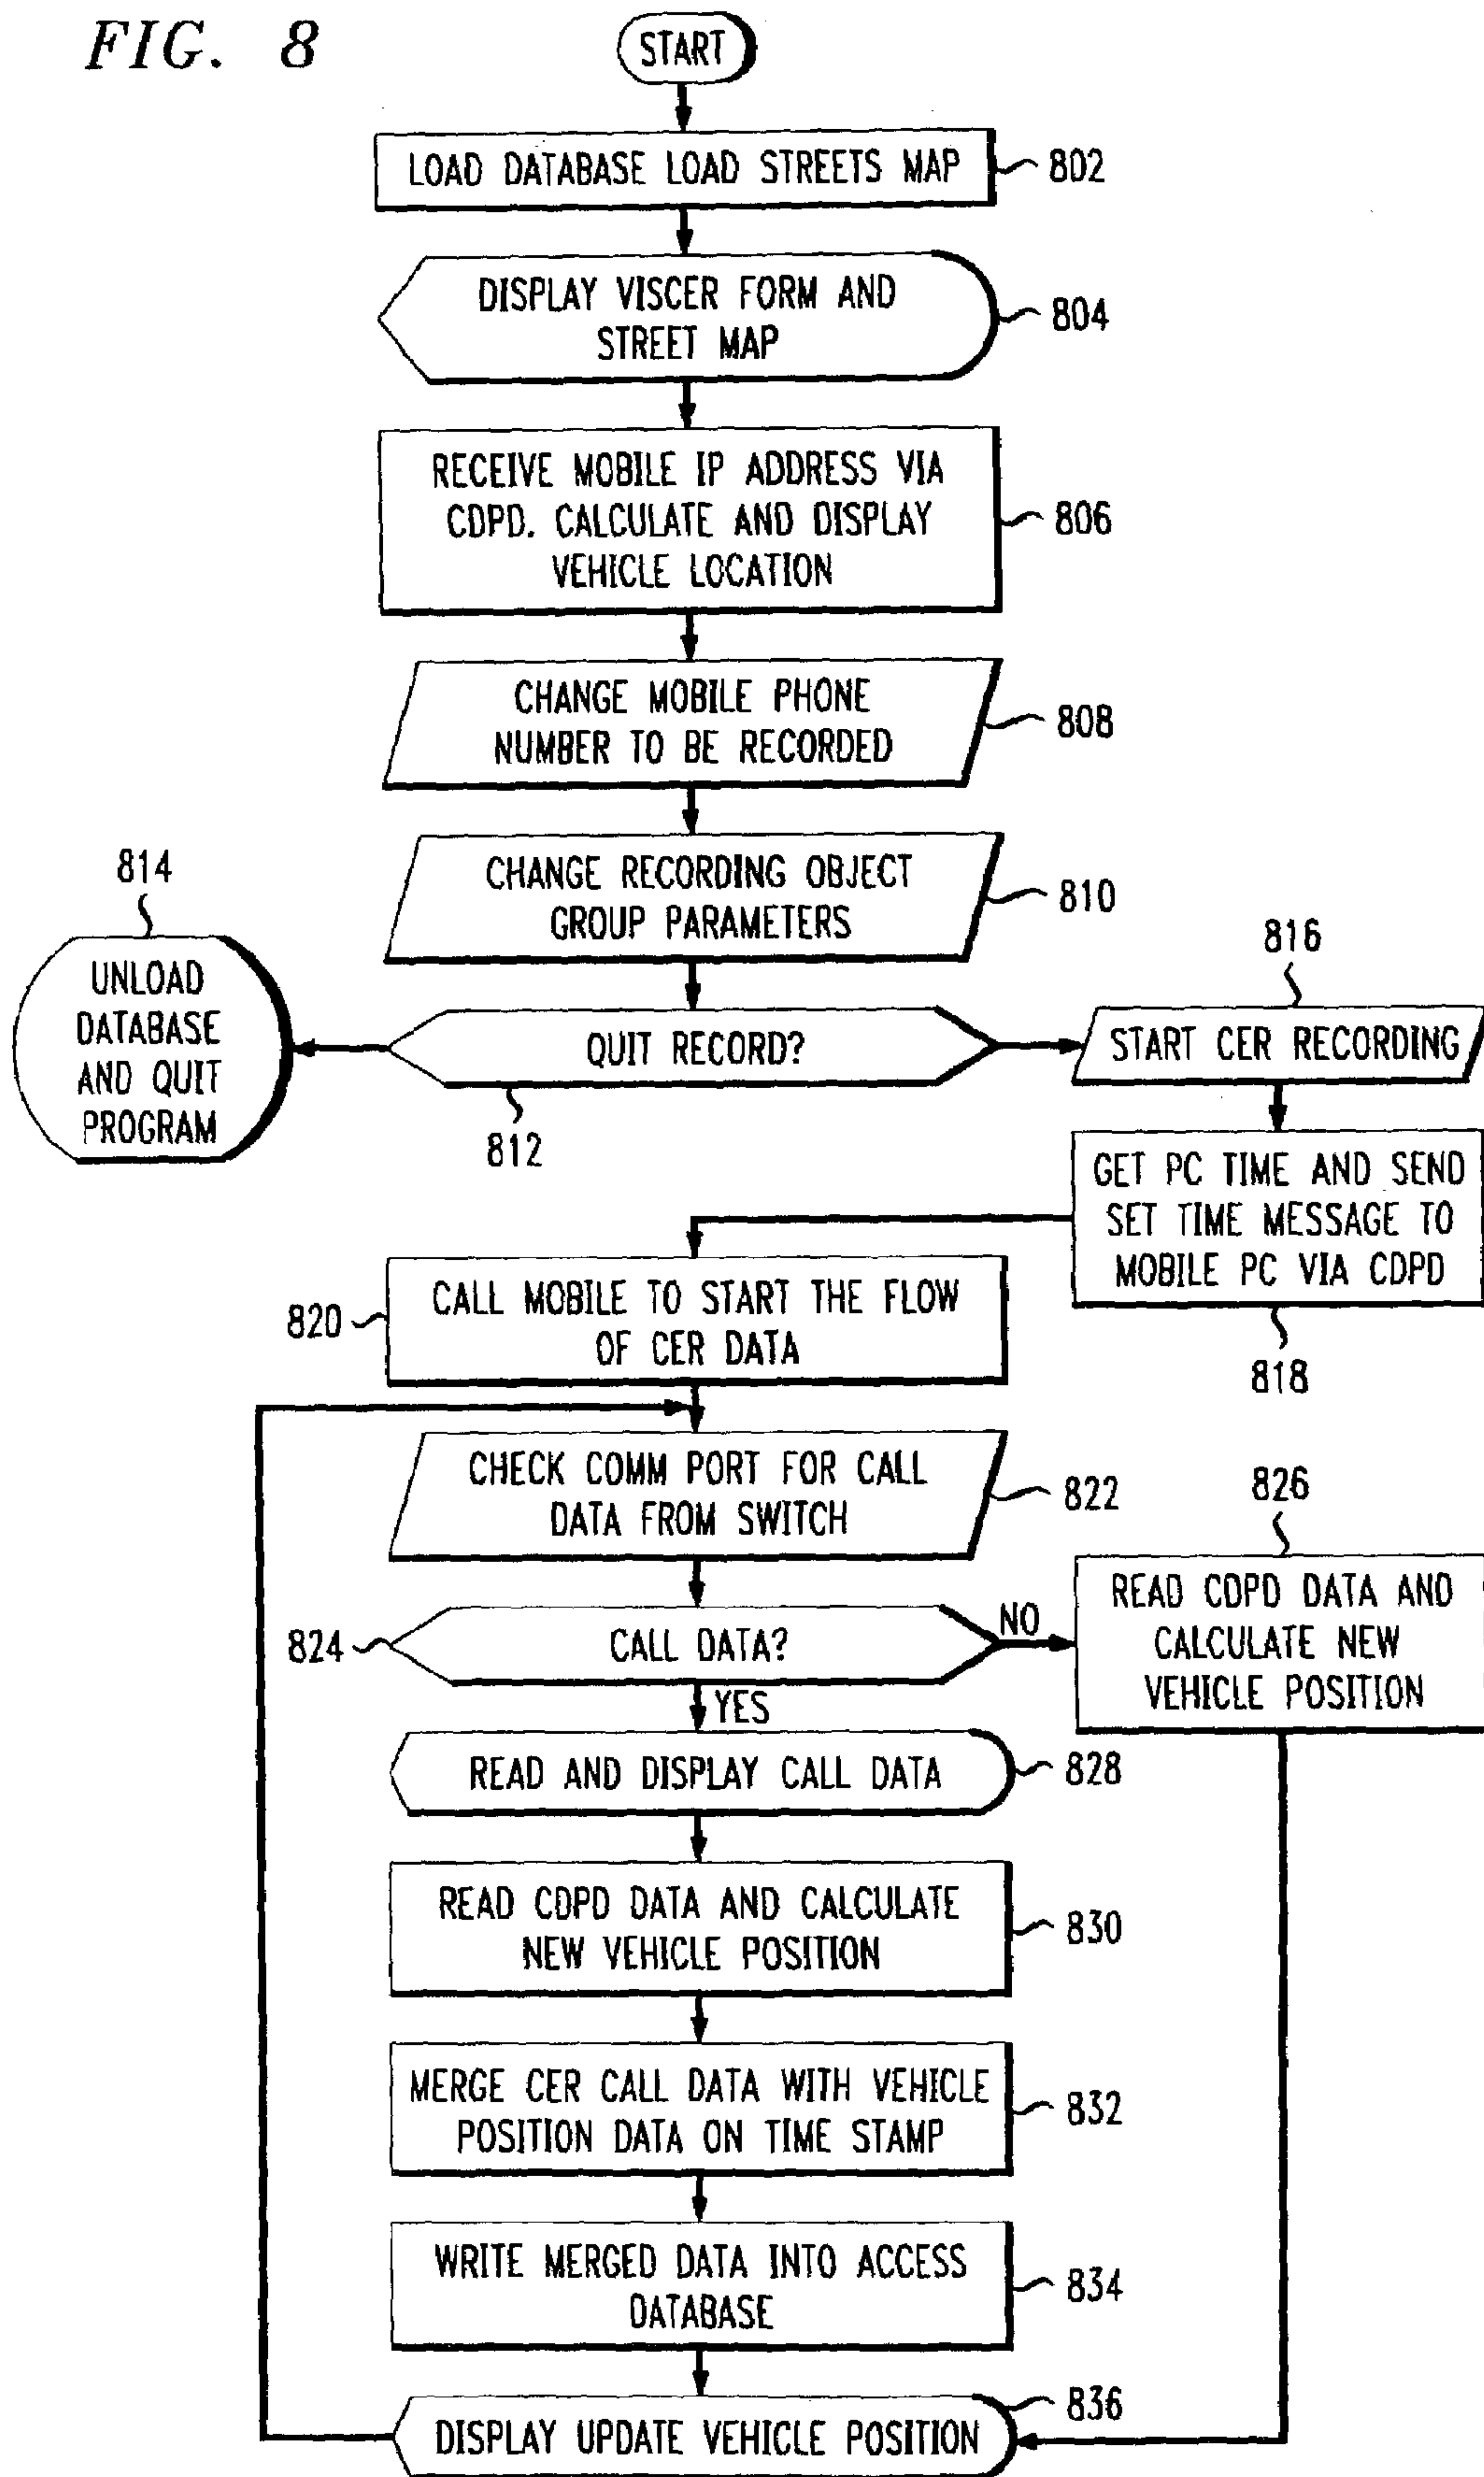 FIG. 8
START
LOAD DATABASE LOAD STREETS MAP
802
DISPLAY VISCER FORM AND
STREET MAP
804
RECEIVE MOBILE IP ADDRESS VIA
CDPD. CALCULATE AND DISPLAY
VEHICLE LOCATION
806
CHANGE MOBILE PHONE
NUMBER TO BE RECORDED
808
CHANGE RECORDING OBJECT
GROUP PARAMETERS
810
814
UNLOAD
DATABASE
AND QUIT
PROGRAM
QUIT RECORD?
812
816
START CER RECORDING
GET PC TIME AND SEND
SET TIME MESSAGE TO
MOBILE PC VIA CDPD
818
820
CALL MOBILE TO START THE FLOW
OF CER DATA
CHECK COMM PORT FOR CALL
DATA FROM SWITCH
822
824
CALL DATA?
NO
YES
826
READ CDPD DATA AND
CALCULATE NEW
VEHICLE POSITION
READ AND DISPLAY CALL DATA
828
READ CDPD DATA AND CALCULATE
NEW VEHICLE POSITION
830
MERGE CER CALL DATA WITH VEHICLE
POSITION DATA ON TIME STAMP
832
WRITE MERGED DATA INTO ACCESS
DATABASE
834
DISPLAY UPDATE VEHICLE POSITION
836